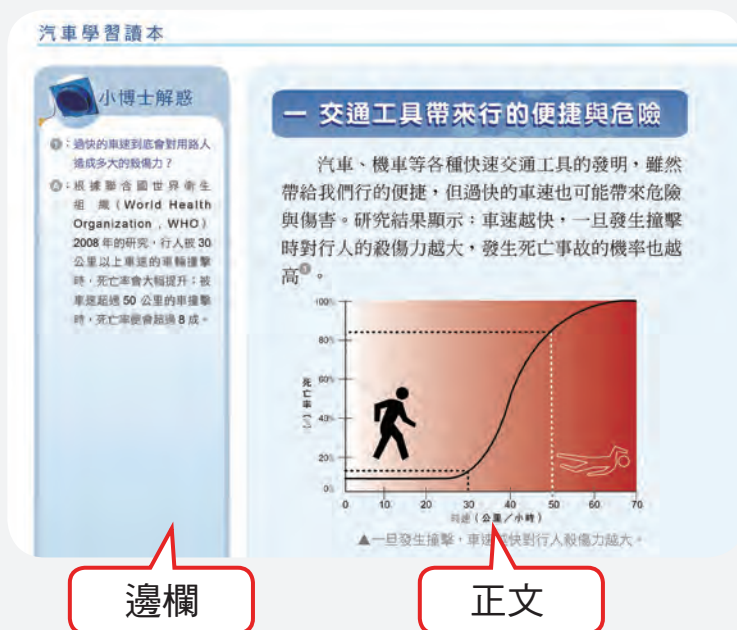 汽車學習讀本
小博士解惑
Q：過快的車速到底會對用路人
造成多大的殺傷力？
A：根據聯合國世界衛生
組織(World Health
Organization，WHO)
2008 年的研究，行人被 30
公里以上車速的車輛撞擊
時，死亡率會大幅提升；被
車速超過 50 公里的車撞擊
時，死亡率便會超過 8 成。
一 交通工具帶來行的便捷與危險
汽車、機車等各種快速交通工具的發明，雖然
帶給我們行的便捷，但過快的車速也可能帶來危險
與傷害。研究結果顯示：車速越快，一旦發生撞擊
時對行人的殺傷力越大，發生死亡事故的機率也越
高。
死亡率(%)
100%
80%
60%
40%
20%
0%
0 10 20 30 40 50 60 70
時速（公里／小時）
▲一旦發生撞擊，車速越快對行人殺傷力越大。
邊欄
正文